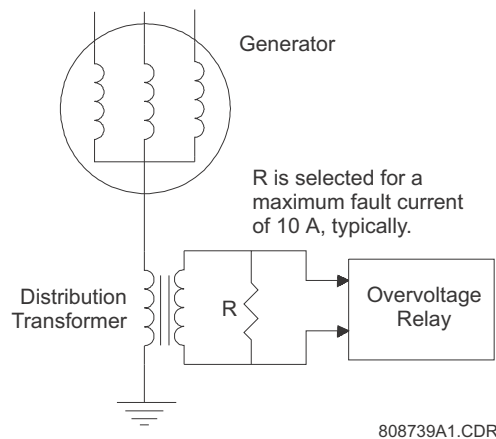 Generator
R is selected for a
maximum fault current
of 10 A, typically.
Distribution
Transformer
R
Overvoltage
Relay
808739A1.CDR